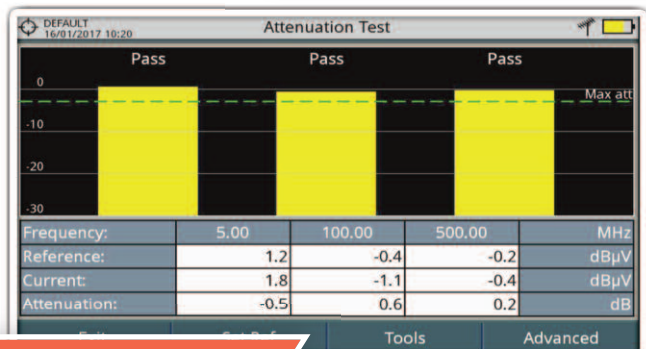 DEFAULT
16/01/2017 10:20
Attenuation Test
Pass Pass Pass
0
Max att
-10
-20
-30
Frequency: 5.00 100.00 500.00 MHz
Reference: 1.2 -0.4 -0.2 dBµV
Current: 1.8 -1.1 -0.4 dBµV
Attenuation: -0.5 0.6 0.2 dB
Tools Advanced